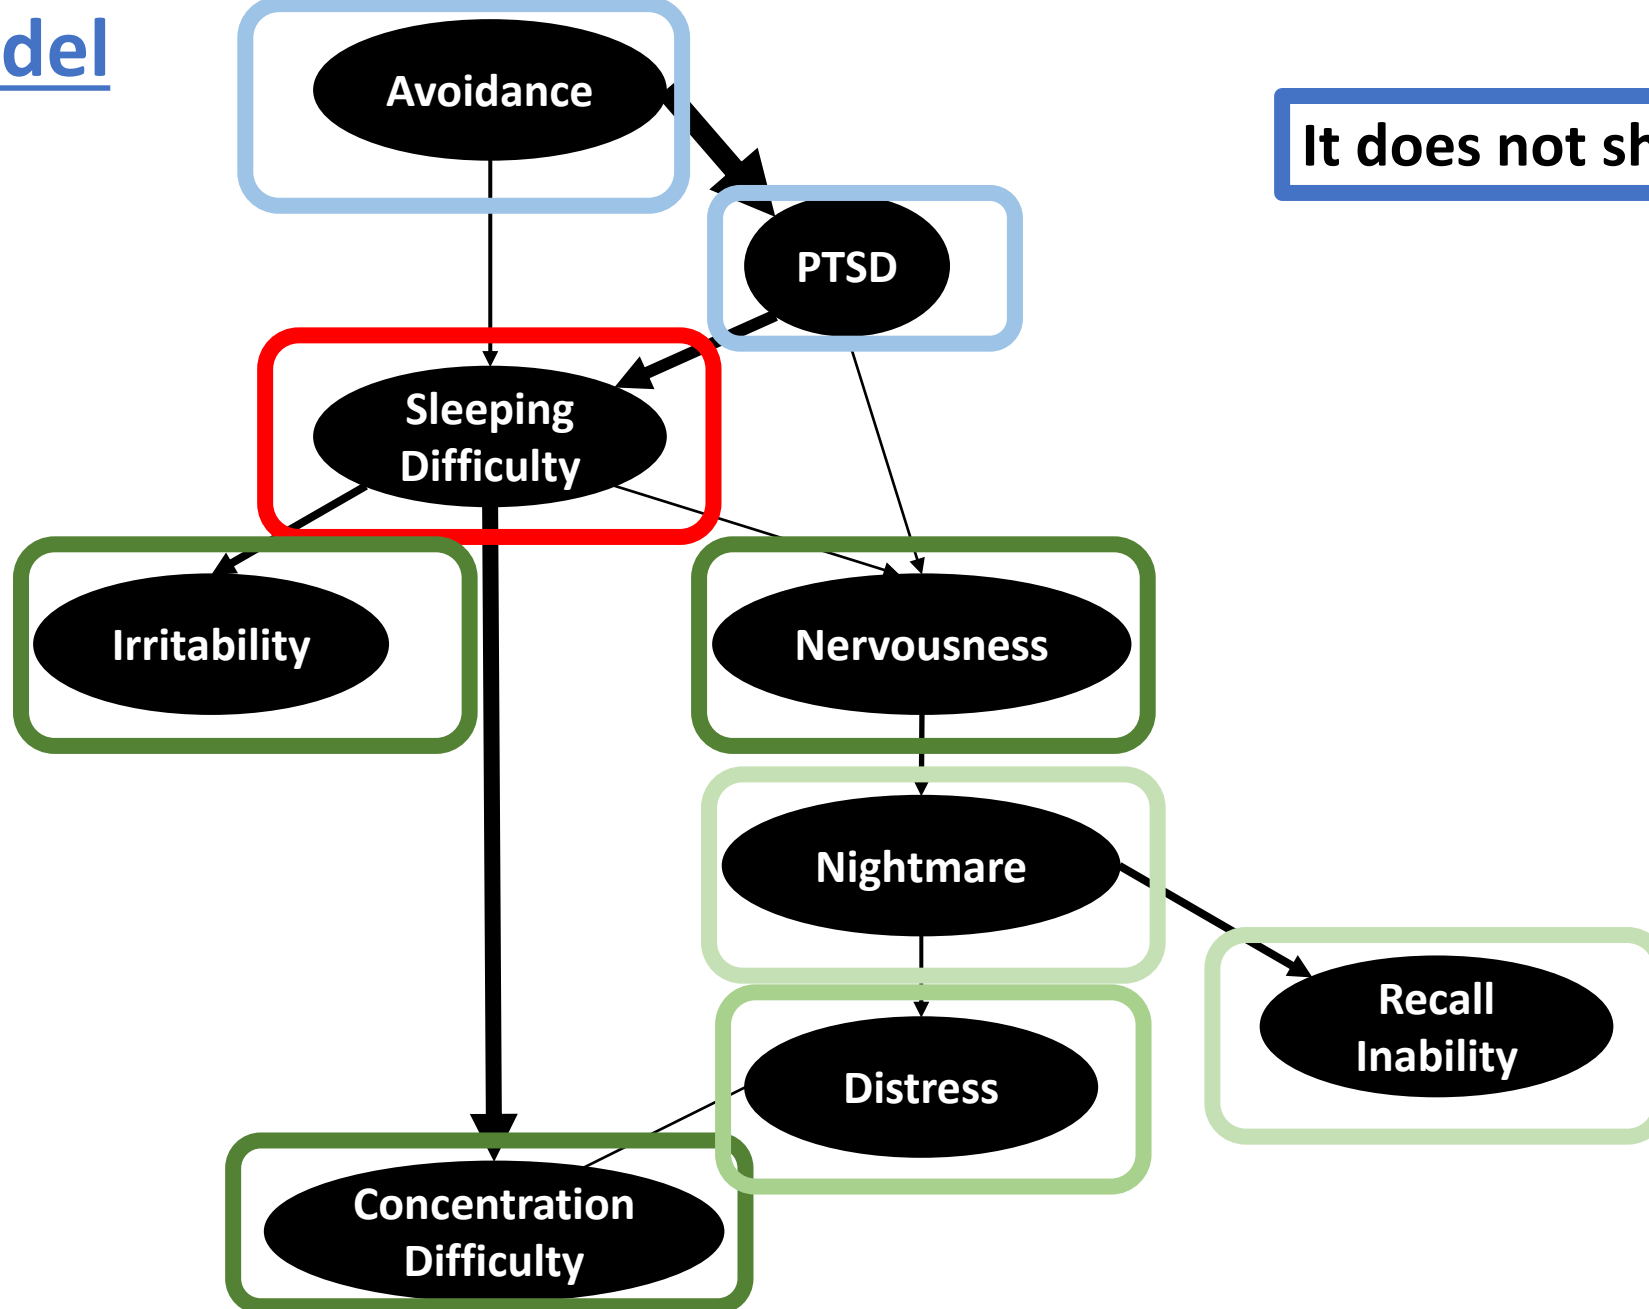 del
Avoidance
It does not sh
PTSD
Sleeping
Difficulty
Irritability
Nervousness
Nightmare
Recall
Inability
Distress
Concentration
Difficulty